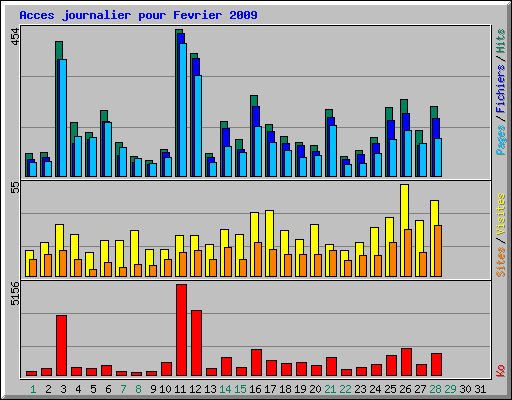 Acces journalier pour Fevrier 2009
454
Pages/Fichiers/Hits
55
Sites/Visites
5156
Ko
1 2 3 4 5 6 7 8 9 10 11 12 13 14 15 16 17 18 19 20 21 22 23 24 25 26 27 28 29 30 31